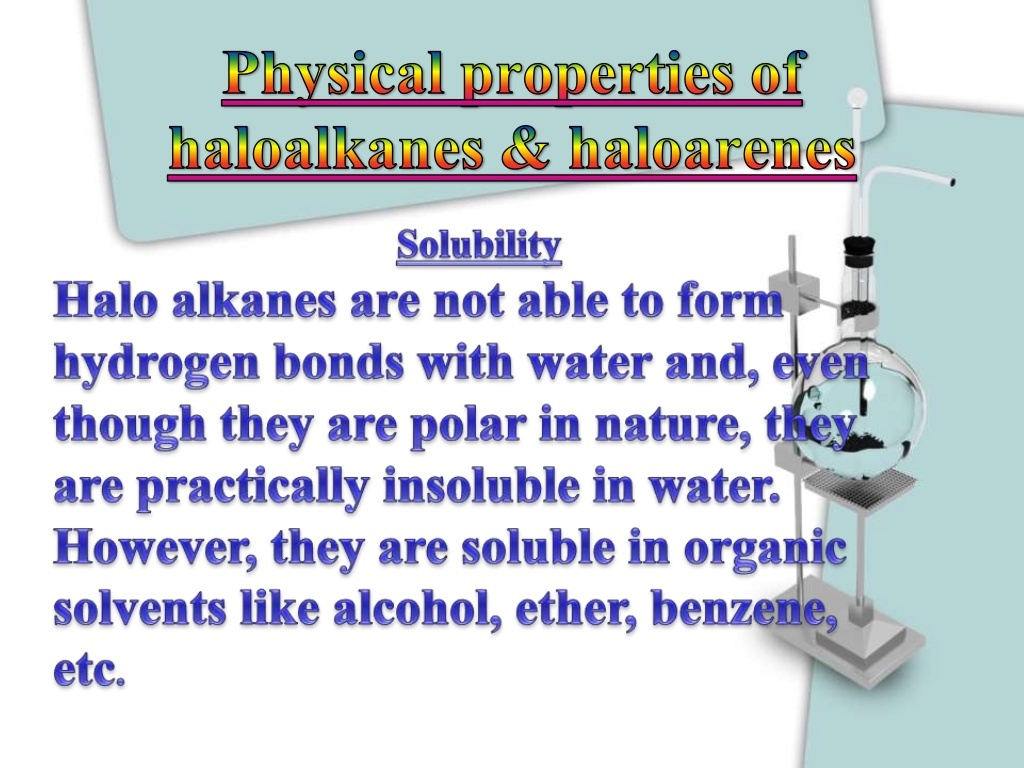 Physical properties of
haloalkanes & haloarenes
Solubility
Halo alkanes are not able to form
hydrogen bonds with water and, even
though they are polar in nature, they
are practically insoluble in water.
However, they are soluble in organic
solvents like alcohol, ether, benzene,
etc.